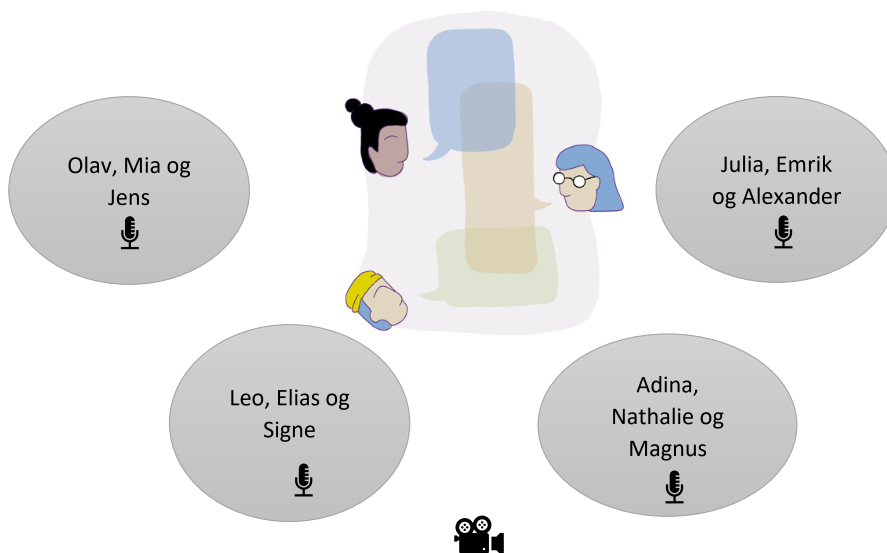 Olav, Mia og
Jens
Julia, Emrik
og Alexander
Leo, Elias og
Signe
Adina,
Nathalie og
Magnus